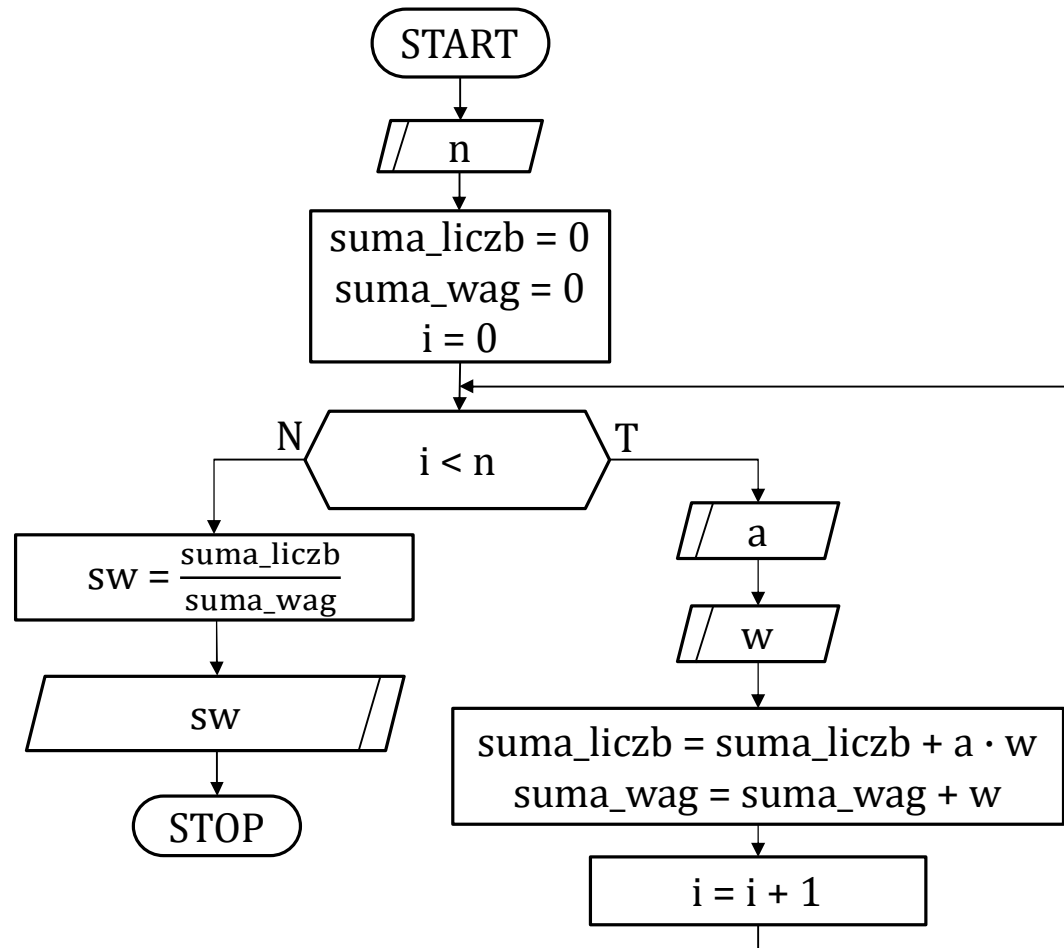 START
n
suma_liczb = 0
suma_wag = 0
i = 0
N
i < n
T
sw = suma_liczb
suma_wag
sw
STOP
a
w
suma_liczb = suma_liczb + a · w
suma_wag = suma_wag + w
i = i + 1